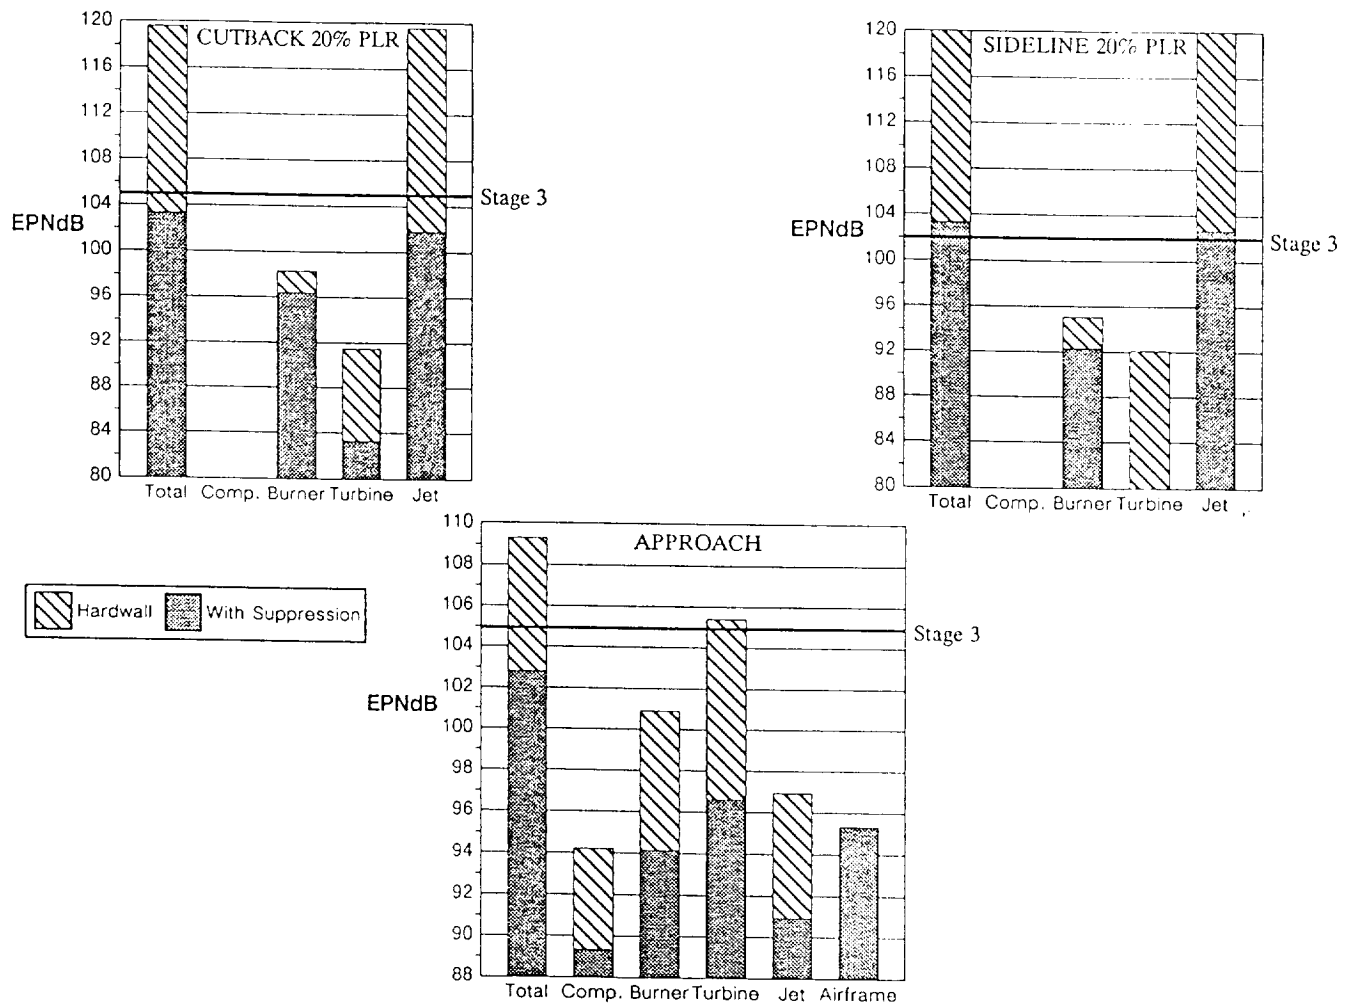 CUTBACK 20% PLR
120
116
112
108
104
100
96
92
88
84
80
EPNdB
Stage 3
Total Comp. Burner Turbine Jet
SIDELINE 20% PLR
120
116
112
108
104
100
96
92
88
84
80
EPNdB
Stage 3
Total Comp. Burner Turbine Jet
Hardwall With Suppression
APPROACH
110
108
106
104
102
100
98
96
94
92
90
88
EPNdB
Stage 3
Total Comp. Burner Turbine Jet Airframe